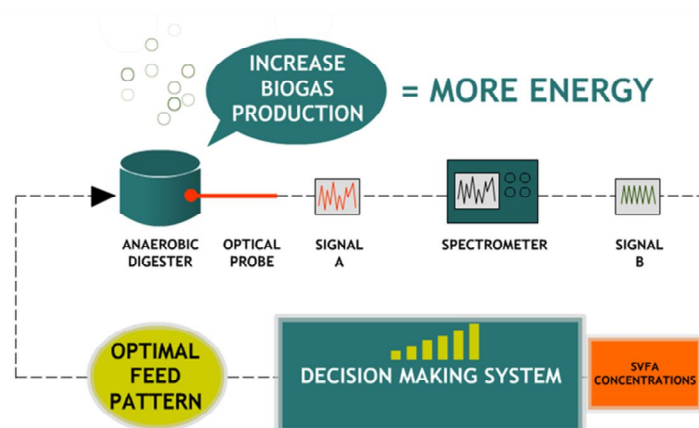 INCREASE
BIOGAS
PRODUCTION
= MORE ENERGY
ANAEROBIC
DIGESTER
OPTICAL
PROBE
SIGNAL
A
SPECTROMETER
SIGNAL
B
OPTIMAL
FEED
PATTERN
DECISION MAKING SYSTEM
SVFA
CONCENTRATIONS